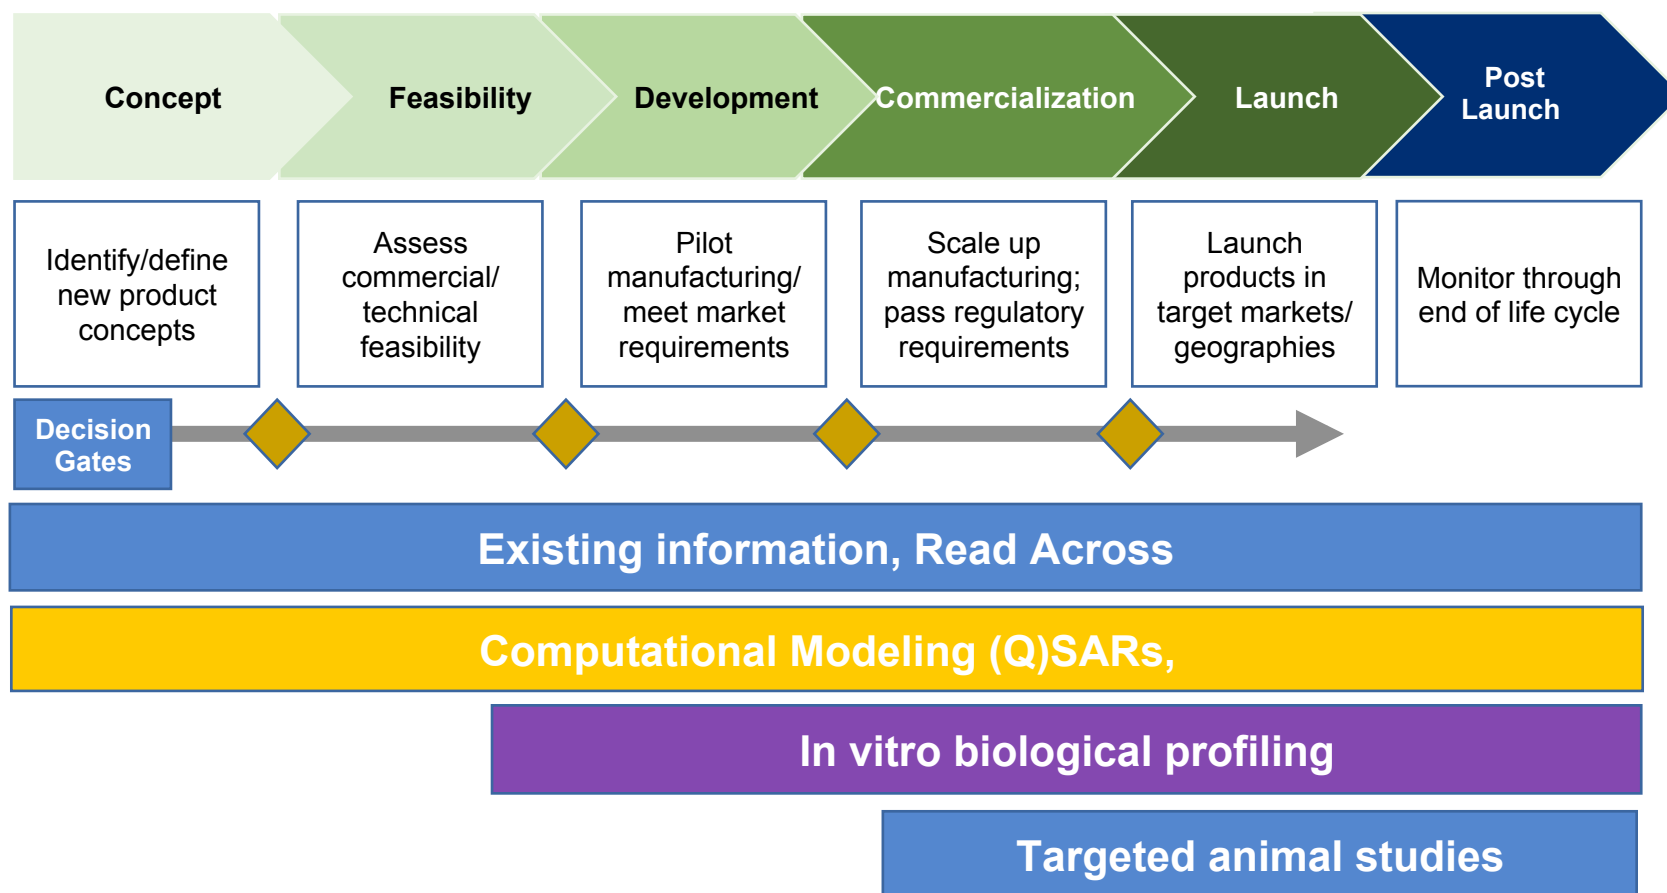 Concept
Feasibility
Development
Commercialization
Launch
Post
Launch
Identify/define
new product
concepts
Assess
commercial/
technical
feasibility
Pilot
manufacturing/
meet market
requirements
Scale up
manufacturing;
pass regulatory
requirements
Launch
products in
target markets/
geographies
Monitor through
end of life cycle
Decision
Gates
Existing information, Read Across
Computational Modeling (Q)SARs,
In vitro biological profiling
Targeted animal studies